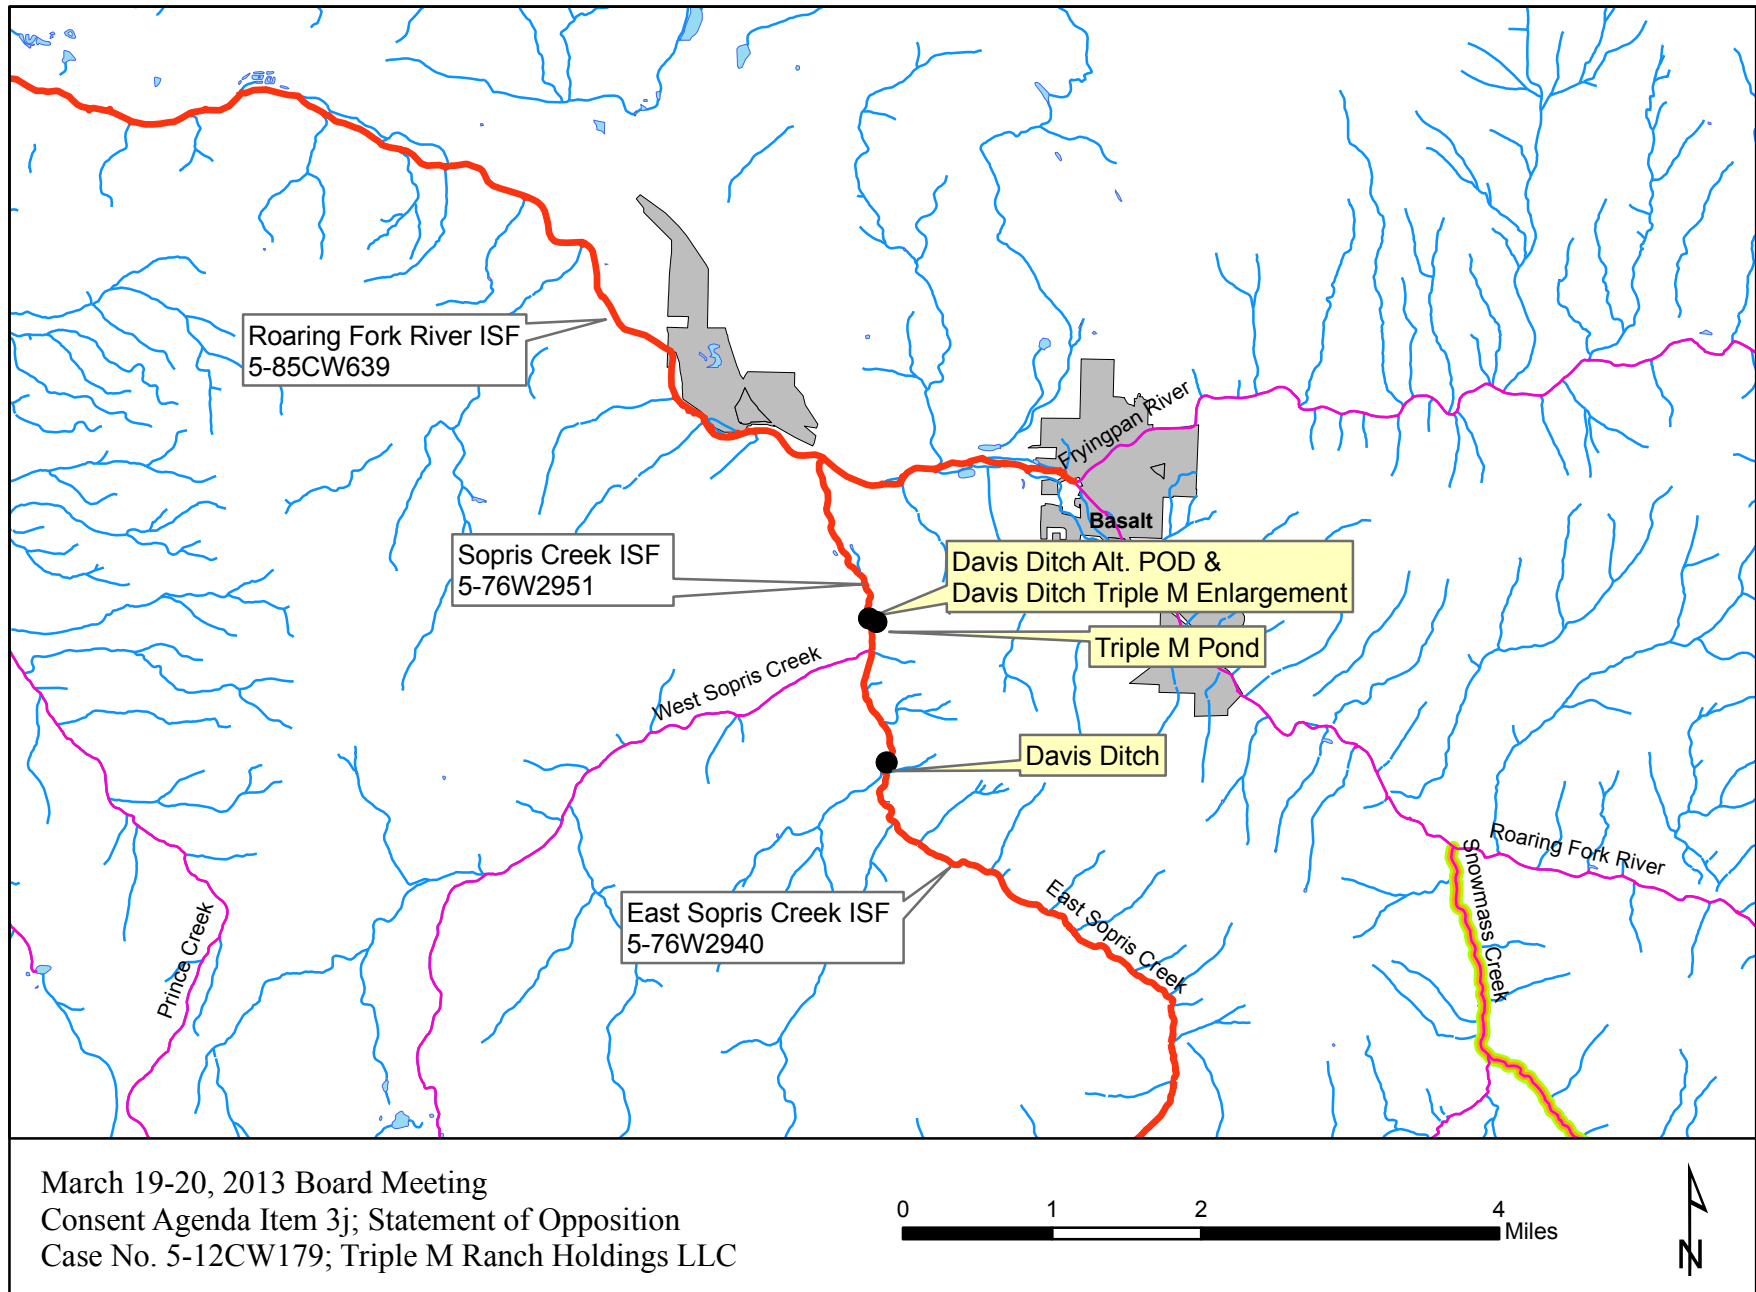 Roaring Fork River ISF
5-85CW639
Fryingpan River
Basalt
Sopris Creek ISF
5-76W2951
Davis Ditch Alt. POD &
Davis Ditch Triple M Enlargement
Triple M Pond
West Sopris Creek
Davis Ditch
Roaring Fork River
Snowmass Creek
East Sopris Creek ISF
5-76W2940
East Sopris Creek
Prince Creek
March 19-20, 2013 Board Meeting
Consent Agenda Item 3j; Statement of Opposition
Case No. 5-12CW179; Triple M Ranch Holdings LLC
0 1 2 4
Miles
N